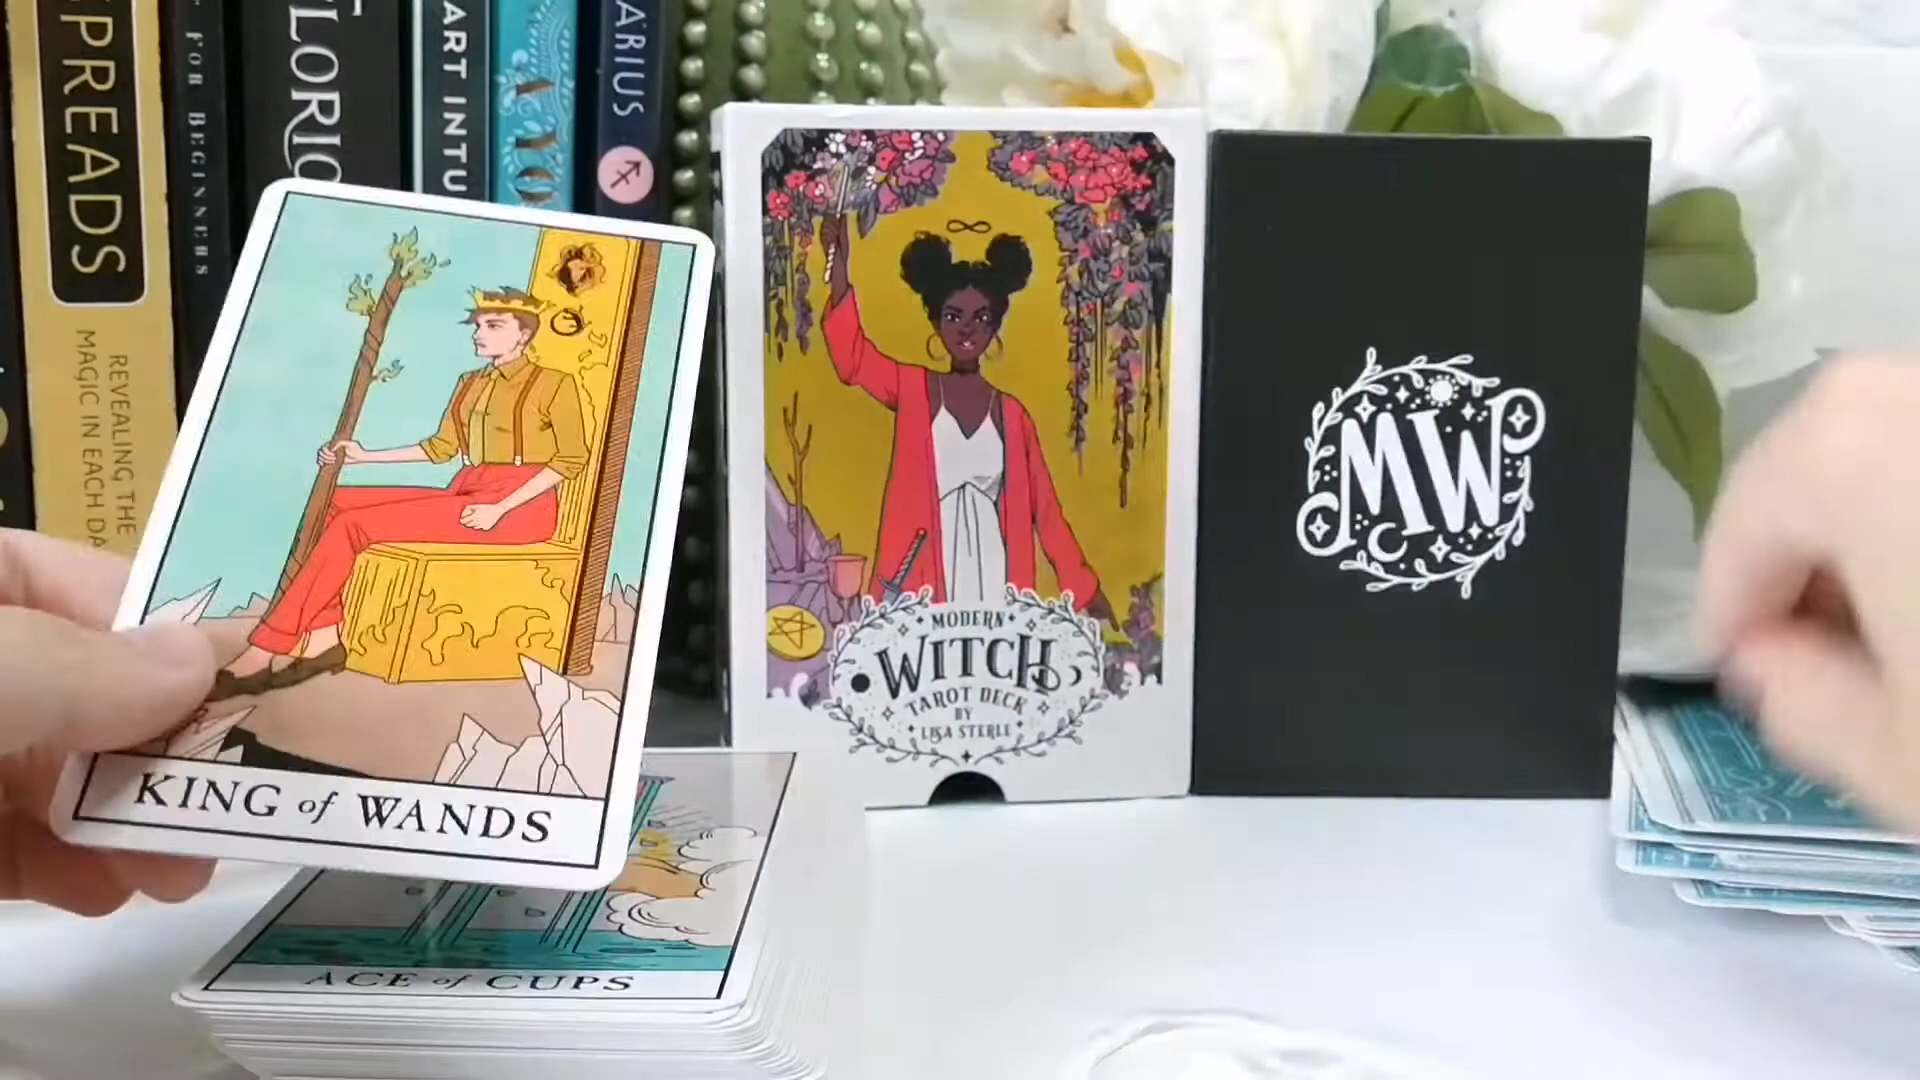 PREADS
REVEALING THE
MAGIC IN EACH DA
FOR BEGINNERS
FLORIO
ART INTU
ARIUS
KING of WANDS
ACE of CUPS
MODERN
WITCH
TAROT DECK
BY
LISA STERLE
MW